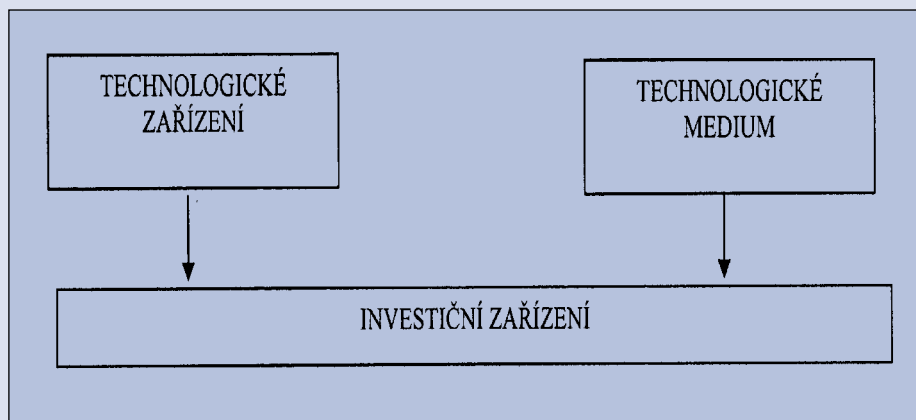 TECHNOLOGICKÉ
ZAŘÍZENÍ
TECHNOLOGICKÉ
MEDIUM
INVESTIČNÍ ZAŘÍZENÍ